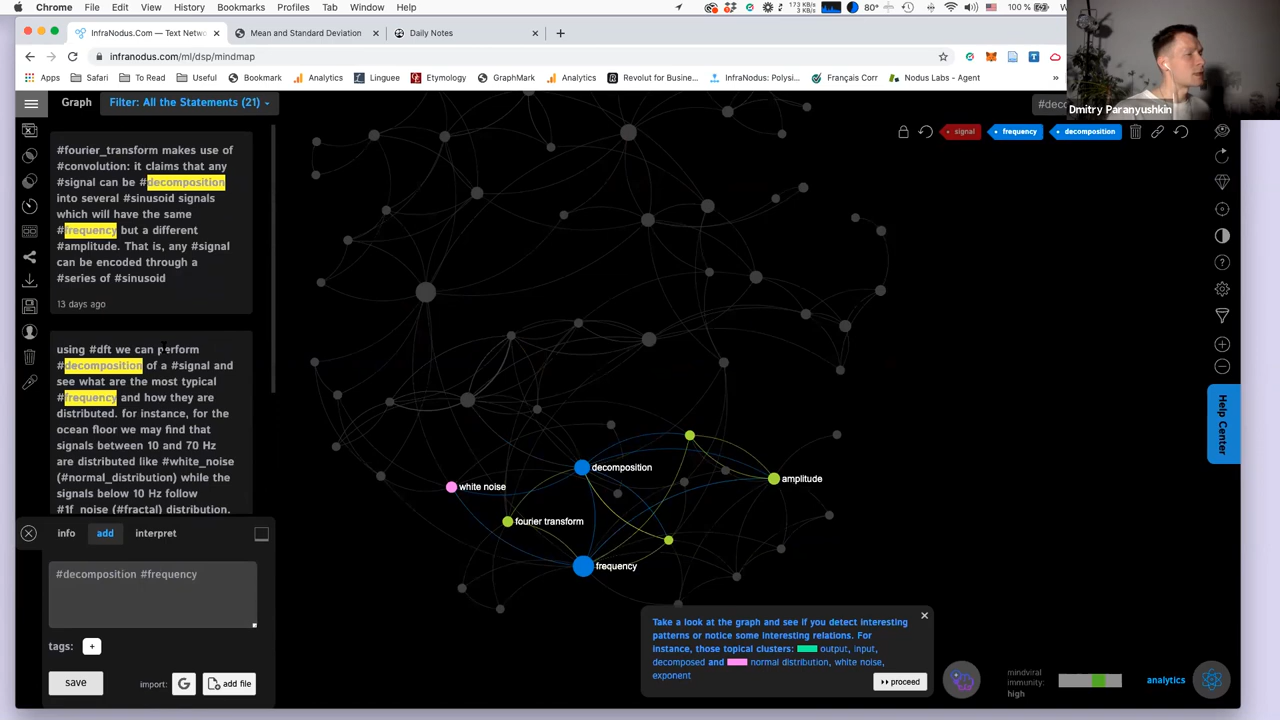 Chrome File Edit View History Bookmarks Profiles Tab Window Help
173 KB
3 KB
80°
100 %
InfraNodus.Com — Text Netwo
Mean and Standard Deviation
Daily Notes
infranodus.com/ml/dsp/mindmap
Apps Safari To Read Useful Bookmark Analytics Linguee Etymology GraphMark Analytics Revolut for Busine... InfraNodus: Polysi... Français Corr Nodus Labs - Agent
Dmitry Paranyushkin
Graph
Filter: All the Statements (21)
#deco
signal
frequency
decomposition
#fourier_transform makes use of
#convolution: it claims that any
#signal can be #decomposition
into several #sinusoid signals
which will have the same
#frequency but a different
#amplitude. That is, any #signal
can be encoded through a
#series of #sinusoid
13 days ago
using #dft we can perform
#decomposition of a #signal and
see what are the most typical
#frequency and how they are
distributed. for instance, for the
ocean floor we may find that
signals between 10 and 70 Hz
are distributed like #white_noise
(#normal_distribution) while the
signals below 10 Hz follow
#1f_noise (#fractal) distribution,
decomposition
white noise
amplitude
fourier transform
frequency
Help Center
info add interpret
#decomposition #frequency
tags: +
save
import: G add file
Take a look at the graph and see if you detect interesting
patterns or notice some interesting relations. For
instance, those topical clusters: output, input,
decomposed and normal distribution, white noise,
exponent
proceed
mindviral
immunity:
high
analytics